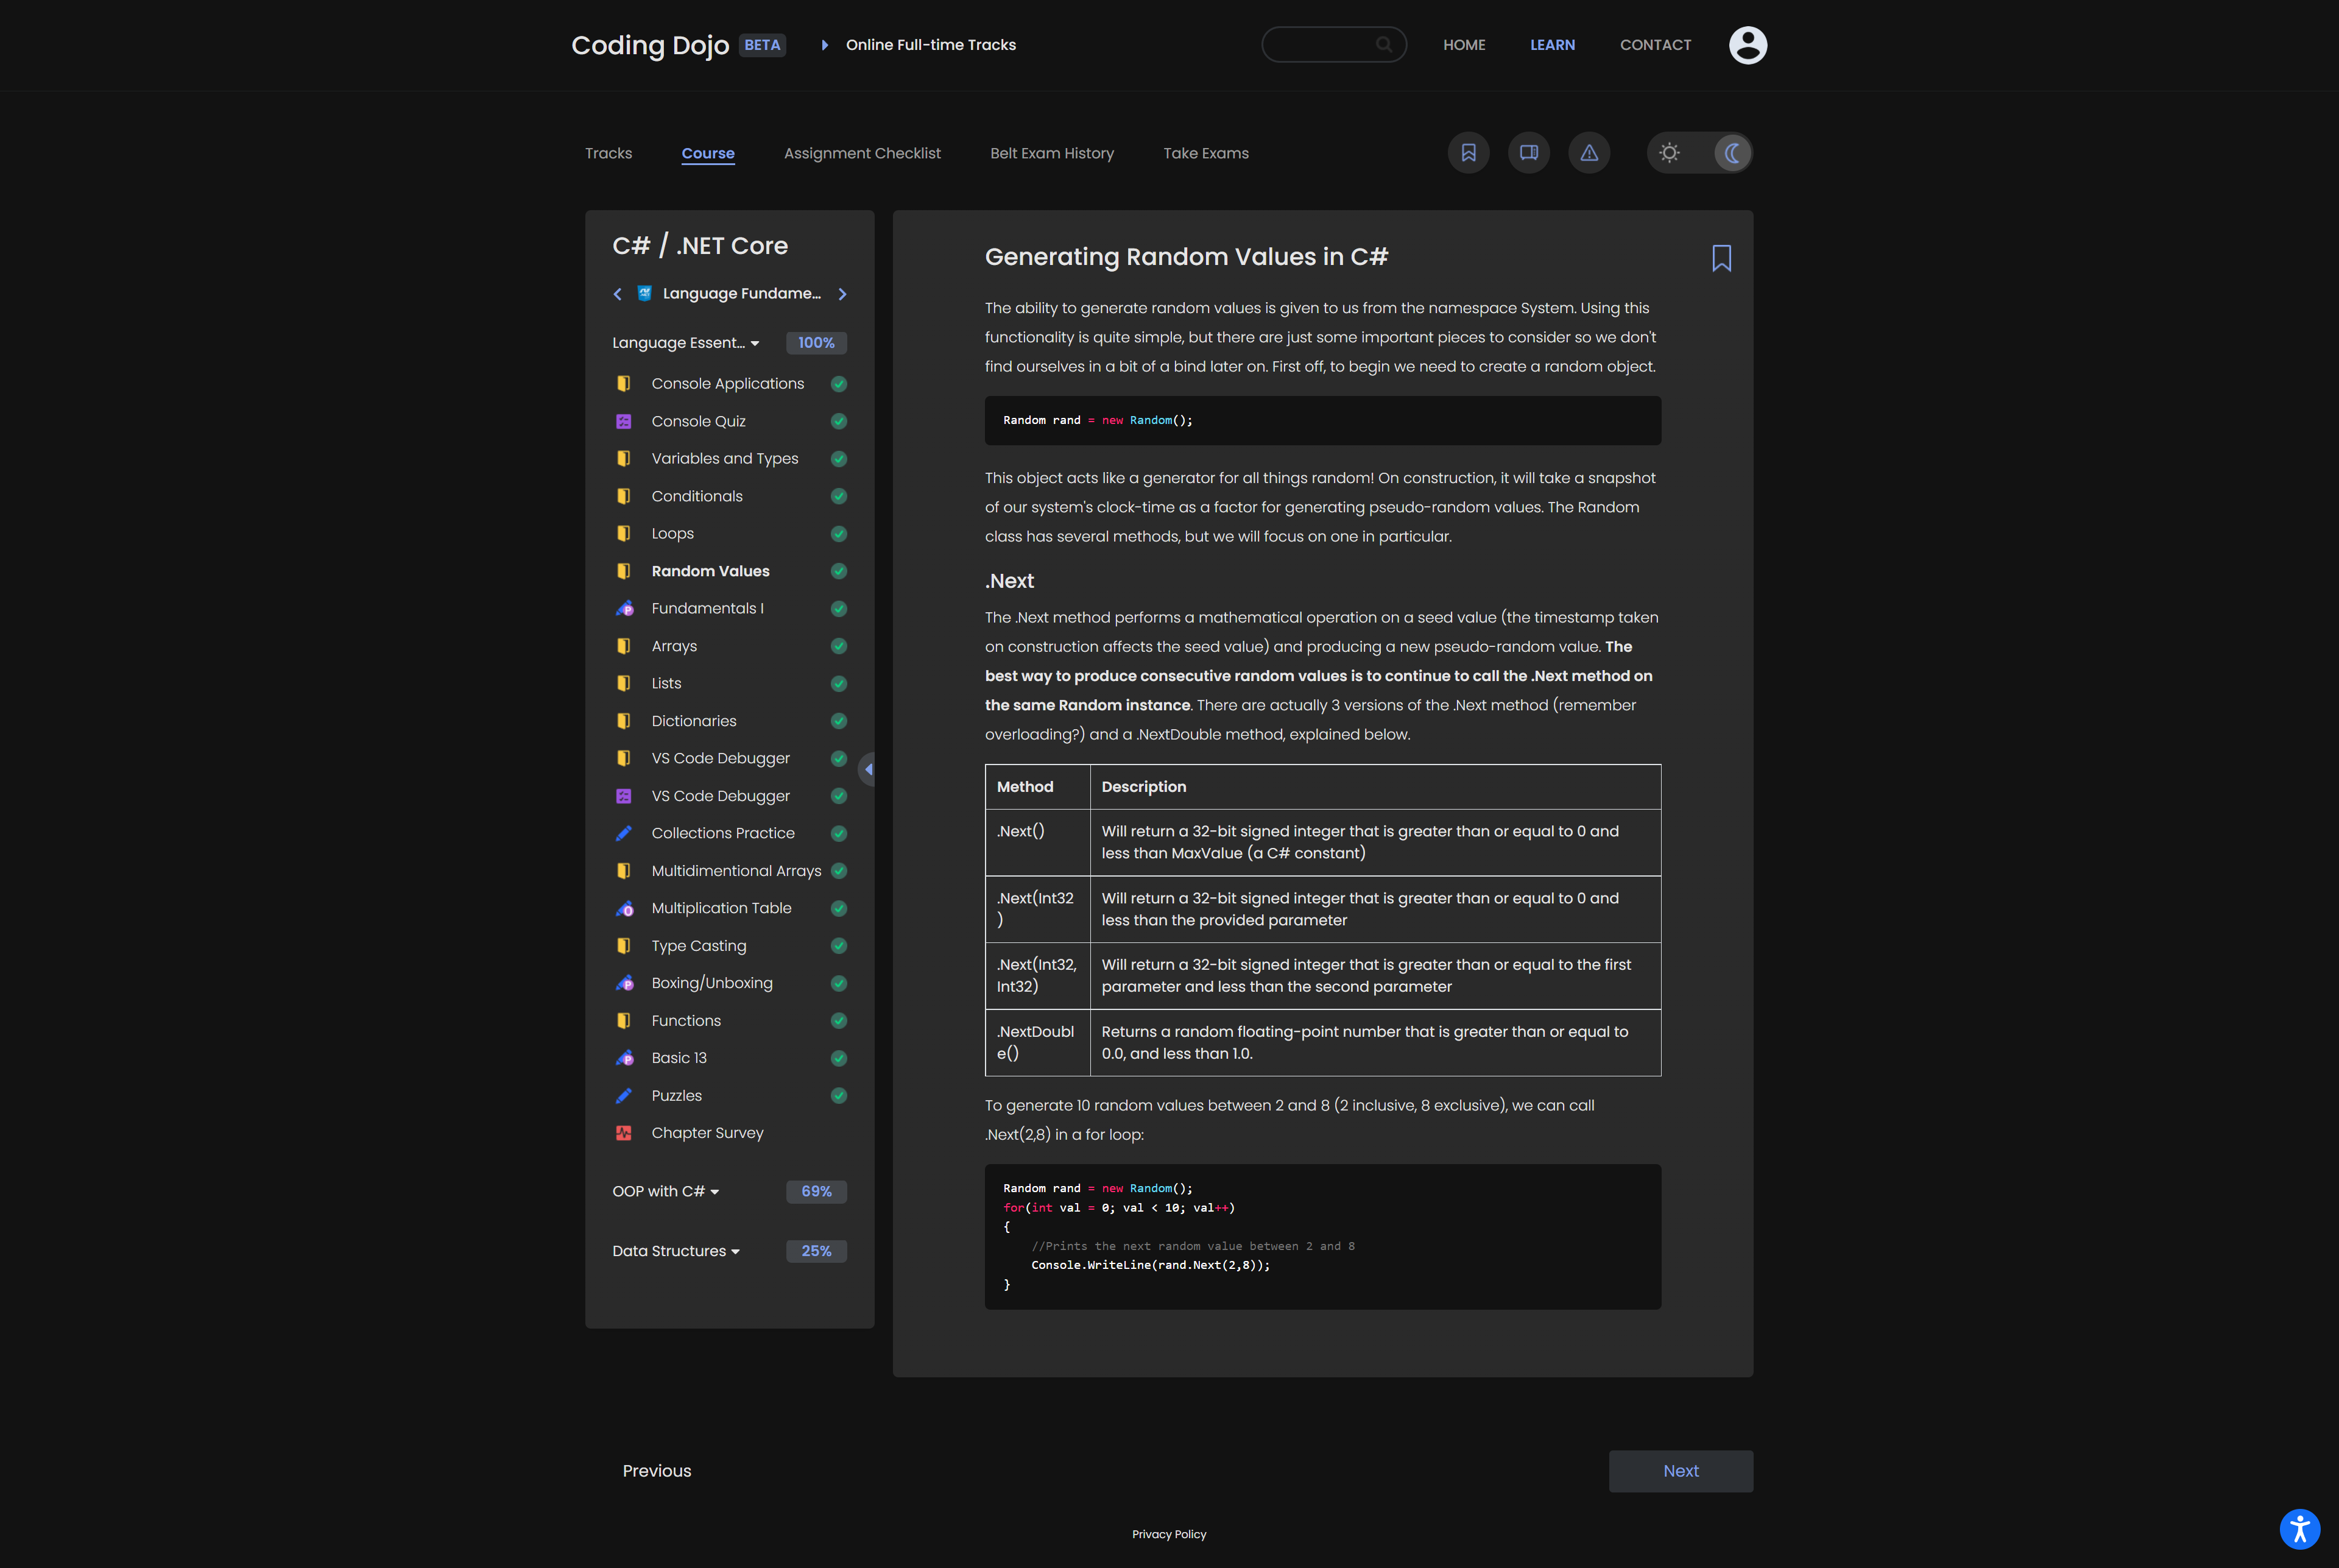 Coding Dojo BETA Online Full-time Tracks HOME LEARN CONTACT
Tracks Course Assignment Checklist Belt Exam History Take Exams
C# / .NET Core
Language Fundame...
Language Essent... 100%
Console Applications
Console Quiz
Variables and Types
Conditionals
Loops
Random Values
Fundamentals I
Arrays
Lists
Dictionaries
VS Code Debugger
VS Code Debugger
Collections Practice
Multidimentional Arrays
Multiplication Table
Type Casting
Boxing/Unboxing
Functions
Basic 13
Puzzles
Chapter Survey
OOP with C# 69%
Data Structures 25%
Generating Random Values in C#
The ability to generate random values is given to us from the namespace System. Using this
functionality is quite simple, but there are just some important pieces to consider so we don't
find ourselves in a bit of a bind later on. First off, to begin we need to create a random object.
Random rand = new Random();
This object acts like a generator for all things random! On construction, it will take a snapshot
of our system's clock-time as a factor for generating pseudo-random values. The Random
class has several methods, but we will focus on one in particular.
.Next
The .Next method performs a mathematical operation on a seed value (the timestamp taken
on construction affects the seed value) and producing a new pseudo-random value. The
best way to produce consecutive random values is to continue to call the .Next method on
the same Random instance. There are actually 3 versions of the .Next method (remember
overloading?) and a .NextDouble method, explained below.
Method Description
.Next() Will return a 32-bit signed integer that is greater than or equal to 0 and
less than MaxValue (a C# constant)
.Next(Int32 Will return a 32-bit signed integer that is greater than or equal to 0 and
) less than the provided parameter
.Next(Int32, Will return a 32-bit signed integer that is greater than or equal to the first
Int32) parameter and less than the second parameter
.NextDoubl Returns a random floating-point number that is greater than or equal to
e() 0.0, and less than 1.0.
To generate 10 random values between 2 and 8 (2 inclusive, 8 exclusive), we can call
.Next(2,8) in a for loop:
Random rand = new Random();
for(int val = 0; val < 10; val++)
{
//Prints the next random value between 2 and 8
Console.WriteLine(rand.Next(2,8));
}
Previous Next
Privacy Policy